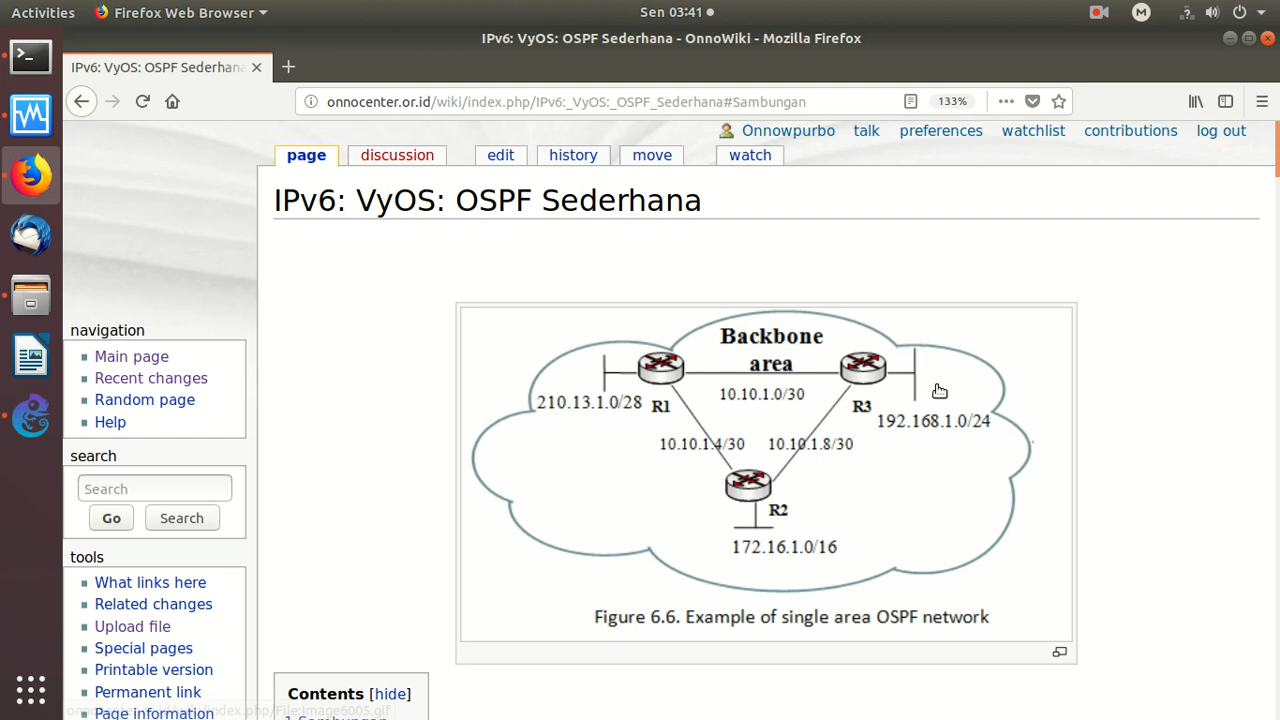 Activities Firefox Web Browser Sen 03:41 M
IPv6: VyOS: OSPF Sederhana - OnnoWiki - Mozilla Firefox
IPv6: VyOS: OSPF Sederhana
onnocenter.or.id/wiki/index.php/IPv6:_VyOS:_OSPF_Sederhana#Sambungan 133%
Onnowpurbo talk preferences watchlist contributions log out
page discussion edit history move watch
IPv6: VyOS: OSPF Sederhana
Backbone
area
210.13.1.0/28 R1 10.10.1.0/30 R3 192.168.1.0/24
10.10.1.4/30 10.10.1.8/30
R2
172.16.1.0/16
Figure 6.6. Example of single area OSPF network
navigation
Main page
Recent changes
Random page
Help
search
Search
Go Search
tools
What links here
Related changes
Upload file
Special pages
Printable version
Permanent link
Page information
Contents [hide]
1 Sambungan